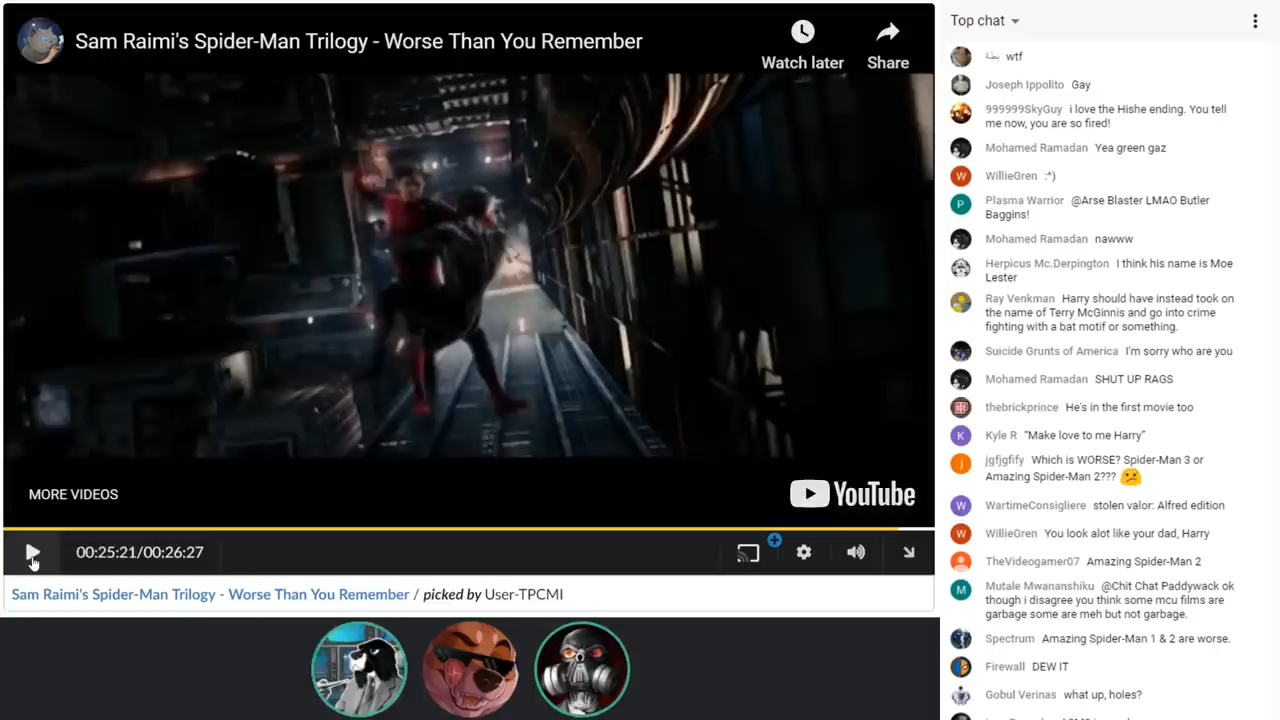 Sam Raimi's Spider-Man Trilogy - Worse Than You Remember
Watch later
Share
MORE VIDEOS
YouTube
00:25:21/00:26:27
Sam Raimi's Spider-Man Trilogy - Worse Than You Remember / picked by User-TPCMI
Top chat
بطة wtf
Joseph Ippolito Gay
999999SkyGuy i love the Hishe ending. You tell
me now, you are so fired!
Mohamed Ramadan Yea green gaz
WillieGren :^)
Plasma Warrior @Arse Blaster LMAO Butler
Baggins!
Mohamed Ramadan nawww
Herpicus Mc.Derpington I think his name is Moe
Lester
Ray Venkman Harry should have instead took on
the name of Terry McGinnis and go into crime
fighting with a bat motif or something.
Suicide Grunts of America I'm sorry who are you
Mohamed Ramadan SHUT UP RAGS
thebrickprince He's in the first movie too
K
Kyle R “Make love to me Harry”
jgfjgfify Which is WORSE? Spider-Man 3 or
Amazing Spider-Man 2???
WartimeConsigliere stolen valor: Alfred edition
WillieGren You look alot like your dad, Harry
TheVideogamer07 Amazing Spider-Man 2
Mutale Mwananshiku @Chit Chat Paddywack ok
though i disagree you think some mcu films are
garbage some are meh but not garbage.
Spectrum Amazing Spider-Man 1 & 2 are worse.
Firewall DEW IT
Gobul Verinas what up, holes?